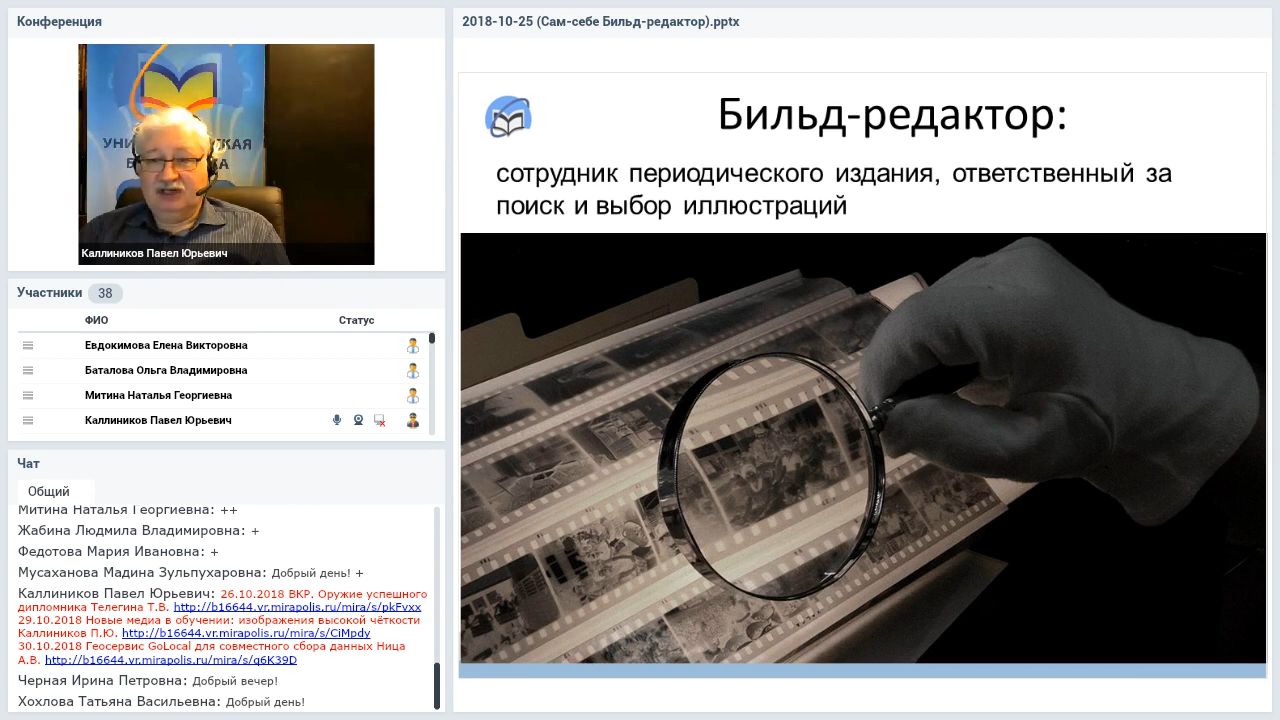 Конференция
УНИ
КАЯ
Каллиников Павел Юрьевич
Участники 38
ФИО Статус
Евдокимова Елена Викторовна
Баталова Ольга Владимировна
Митина Наталья Георгиевна
Каллиников Павел Юрьевич
Чат
Общий
Митина Наталья Георгиевна: ++
Жабина Людмила Владимировна: +
Федотова Мария Ивановна: +
Мусаханова Мадина Зульпухаровна: Добрый день! +
Каллиников Павел Юрьевич: 26.10.2018 ВКР. Оружие успешного
дипломника Телегина Т.В. http://b16644.vr.mirapolis.ru/mira/s/pkFvxx
29.10.2018 Новые медиа в обучении: изображения высокой чёткости
Каллиников П.Ю. http://b16644.vr.mirapolis.ru/mira/s/CiMpdy
30.10.2018 Геосервис GoLocal для совместного сбора данных Ница
А.В. http://b16644.vr.mirapolis.ru/mira/s/q6K39D
Черная Ирина Петровна: Добрый вечер!
Хохлова Татьяна Васильевна: Добрый день!
2018-10-25 (Сам-себе Бильд-редактор).pptx
Бильд-редактор:
сотрудник периодического издания, ответственный за
поиск и выбор иллюстраций